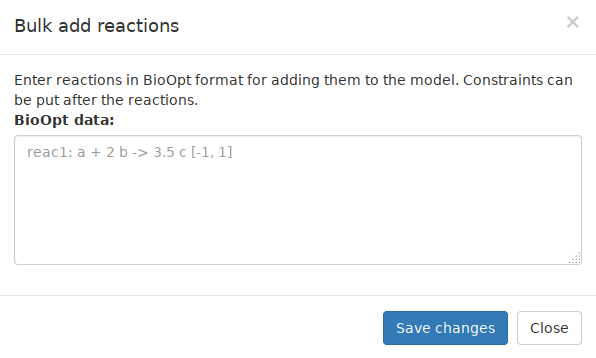 Bulk add reactions
×
Enter reactions in BioOpt format for adding them to the model. Constraints can
be put after the reactions.
BioOpt data:
reac1: a + 2 b -> 3.5 c [-1, 1]
Save changes
Close